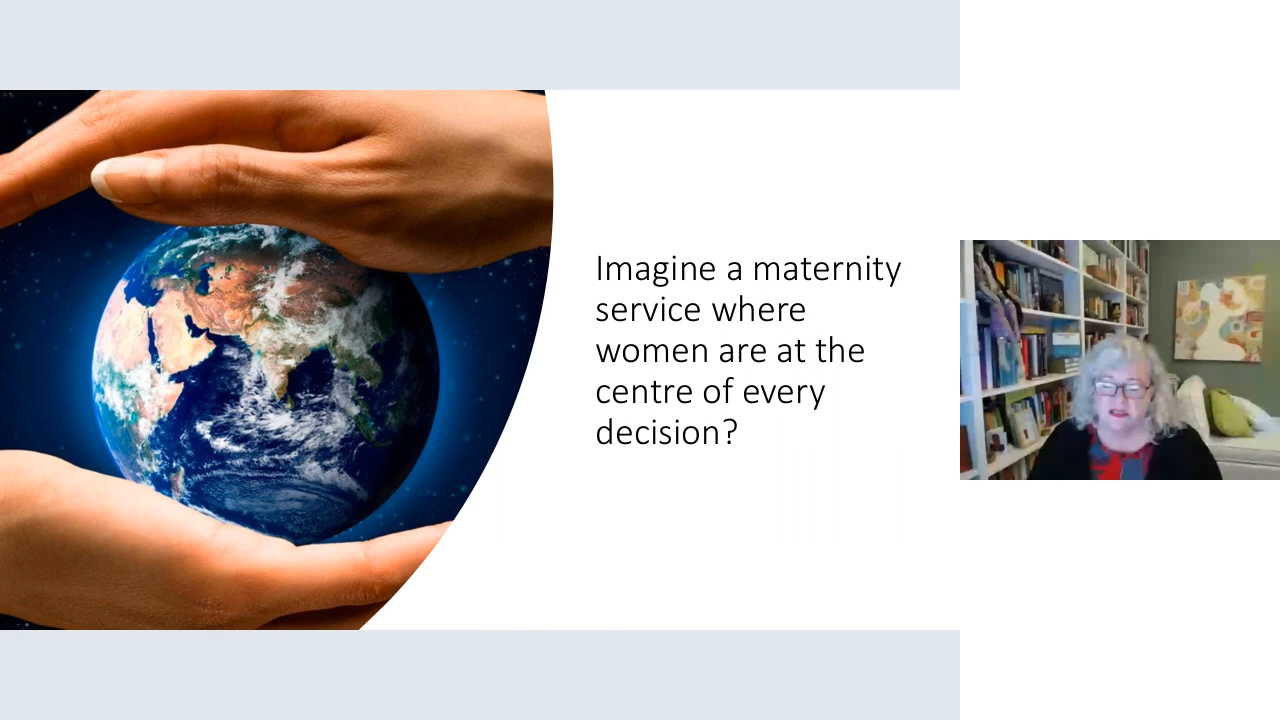 Imagine a maternity
service where
women are at the
centre of every
decision?